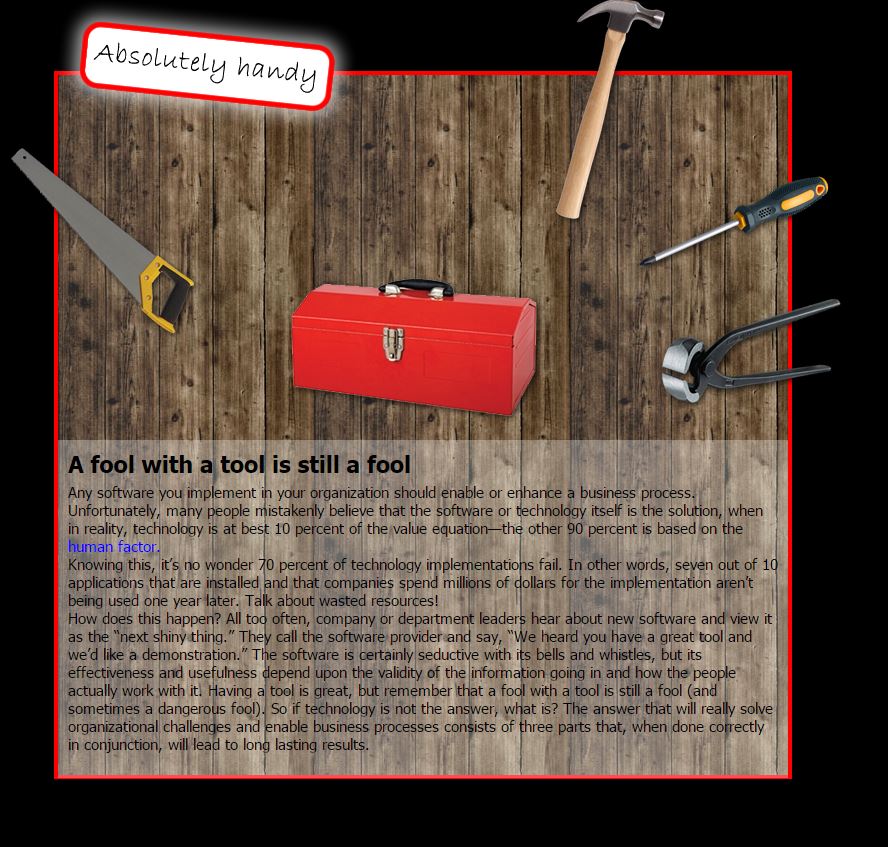 Absolutely handy
A fool with a tool is still a fool
Any software you implement in your organization should enable or enhance a business process.
Unfortunately, many people mistakenly believe that the software or technology itself is the solution, when
in reality, technology is at best 10 percent of the value equation—the other 90 percent is based on the
human factor.
Knowing this, it’s no wonder 70 percent of technology implementations fail. In other words, seven out of 10
applications that are installed and that companies spend millions of dollars for the implementation aren’t
being used one year later. Talk about wasted resources!
How does this happen? All too often, company or department leaders hear about new software and view it
as the “next shiny thing.” They call the software provider and say, “We heard you have a great tool and
we’d like a demonstration.” The software is certainly seductive with its bells and whistles, but its
effectiveness and usefulness depend upon the validity of the information going in and how the people
actually work with it. Having a tool is great, but remember that a fool with a tool is still a fool (and
sometimes a dangerous fool). So if technology is not the answer, what is? The answer that will really solve
organizational challenges and enable business processes consists of three parts that, when done correctly
in conjunction, will lead to long lasting results.